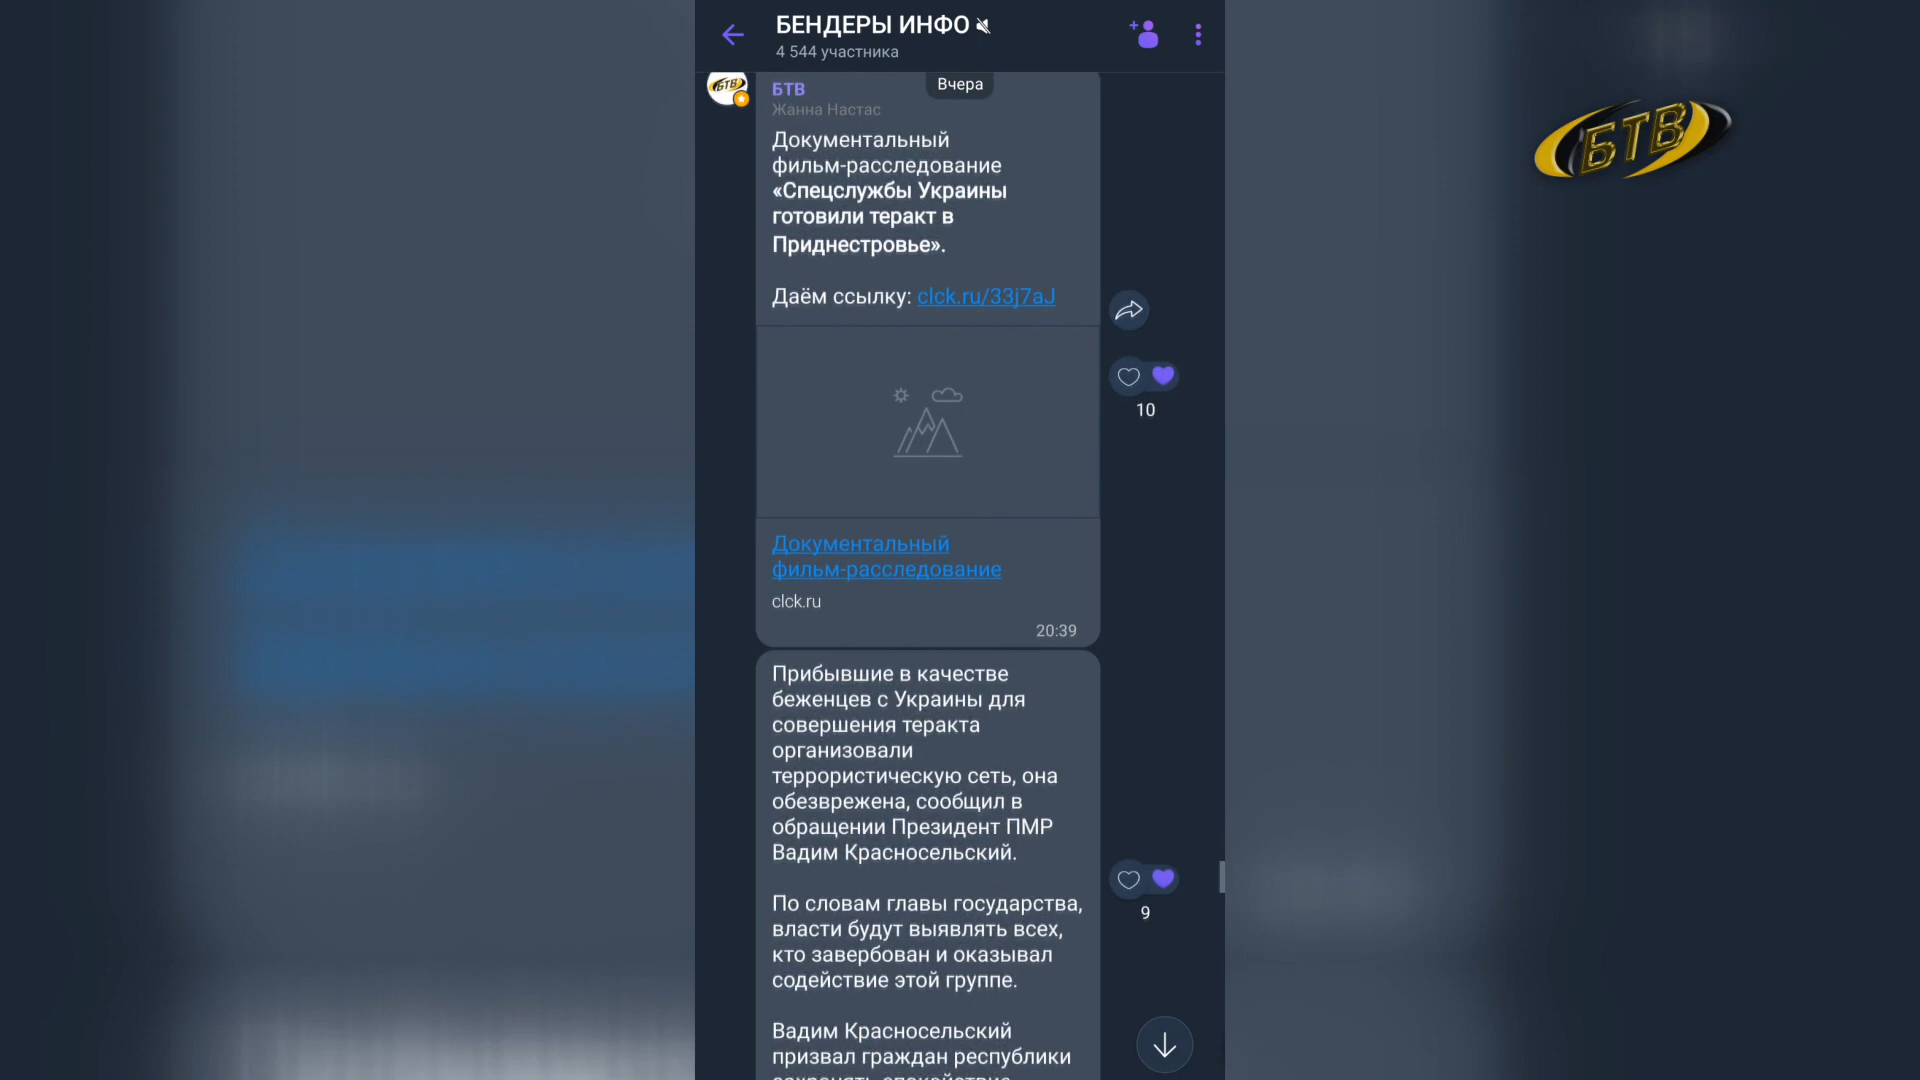 БЕНДЕРЫ ИНФО
4 544 участника
Вчера
БТВ
БТВ
Жанна Настас
Документальный
фильм-расследование
«Спецслужбы Украины
готовили теракт в
Приднестровье».
Даём ссылку: clck.ru/33j7aJ
10
Документальный
фильм-расследование
clck.ru
20:39
Прибывшие в качестве
беженцев с Украины для
совершения теракта
организовали
террористическую сеть, она
обезврежена, сообщил в
обращении Президент ПМР
Вадим Красносельский.
По словам главы государства,
власти будут выявлять всех,
кто завербован и оказывал
содействие этой группе.
9
Вадим Красносельский
призвал граждан республики
БТВ